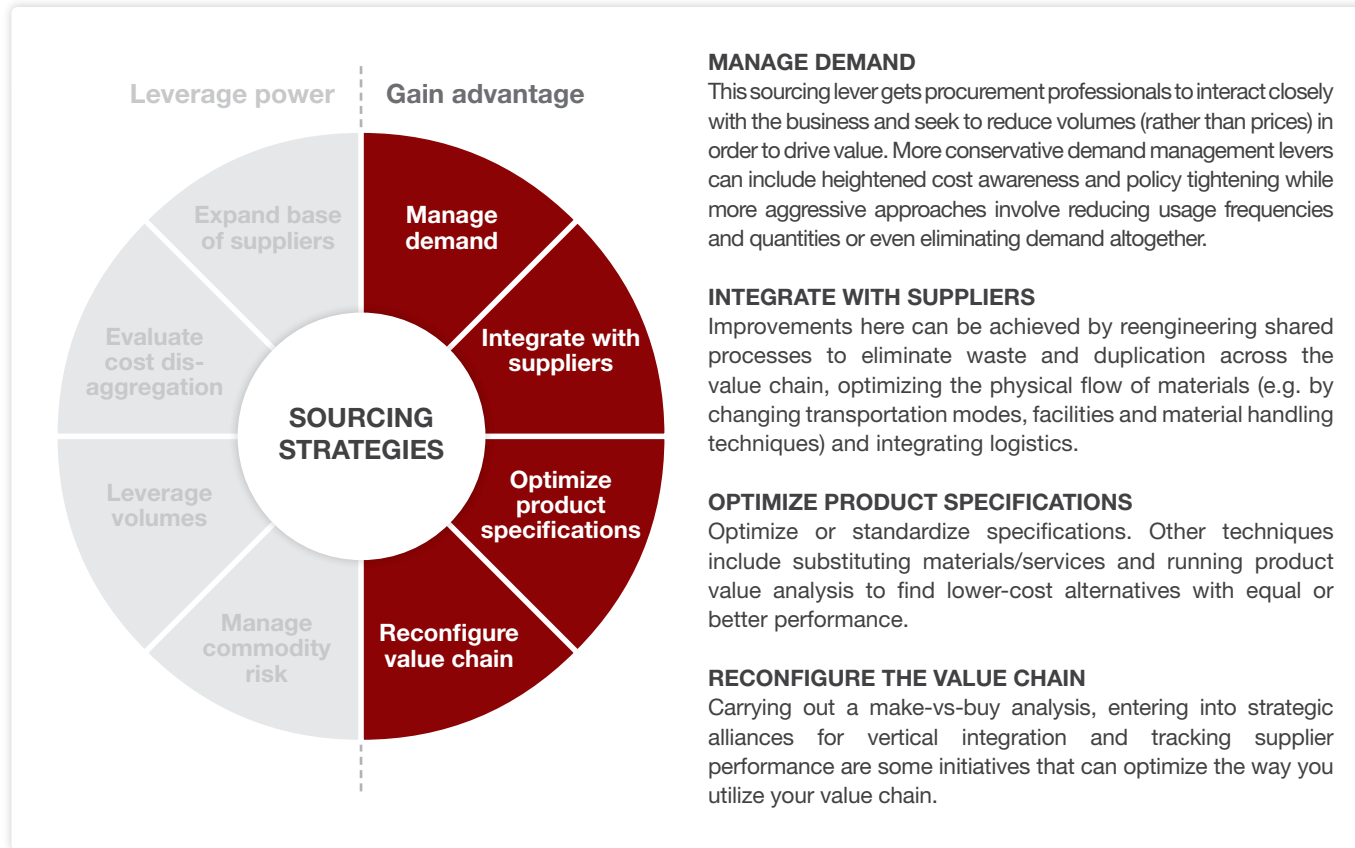 Leverage power
Gain advantage
Expand base
of suppliers
Evaluate
cost dis-
aggregation
Leverage
volumes
Manage
commodity
risk
Manage
demand
Integrate with
suppliers
Optimize
product
specifications
Reconfigure
value chain
SOURCING
STRATEGIES
MANAGE DEMAND
This sourcing lever gets procurement professionals to interact closely
with the business and seek to reduce volumes (rather than prices) in
order to drive value. More conservative demand management levers
can include heightened cost awareness and policy tightening while
more aggressive approaches involve reducing usage frequencies
and quantities or even eliminating demand altogether.
INTEGRATE WITH SUPPLIERS
Improvements here can be achieved by reengineering shared
processes to eliminate waste and duplication across the
value chain, optimizing the physical flow of materials (e.g. by
changing transportation modes, facilities and material handling
techniques) and integrating logistics.
OPTIMIZE PRODUCT SPECIFICATIONS
Optimize or standardize specifications. Other techniques
include substituting materials/services and running product
value analysis to find lower-cost alternatives with equal or
better performance.
RECONFIGURE THE VALUE CHAIN
Carrying out a make-vs-buy analysis, entering into strategic
alliances for vertical integration and tracking supplier
performance are some initiatives that can optimize the way you
utilize your value chain.